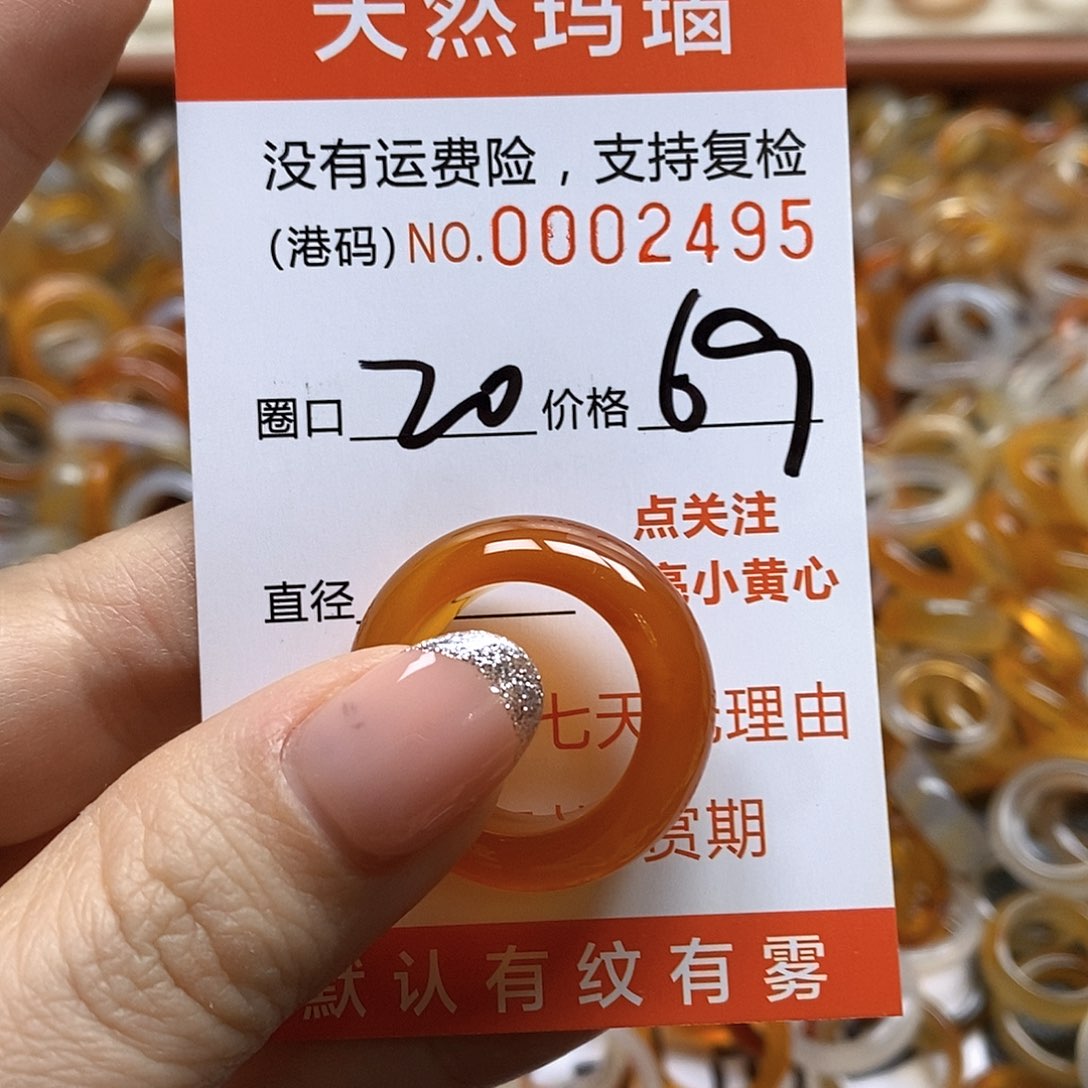 天然玛瑙
没有运费险，支持复检
(港码) NO.0002495
圈口 20 价格 69
点关注
亮小黄心
直径
七天无理由
赏期
默认有纹有雾